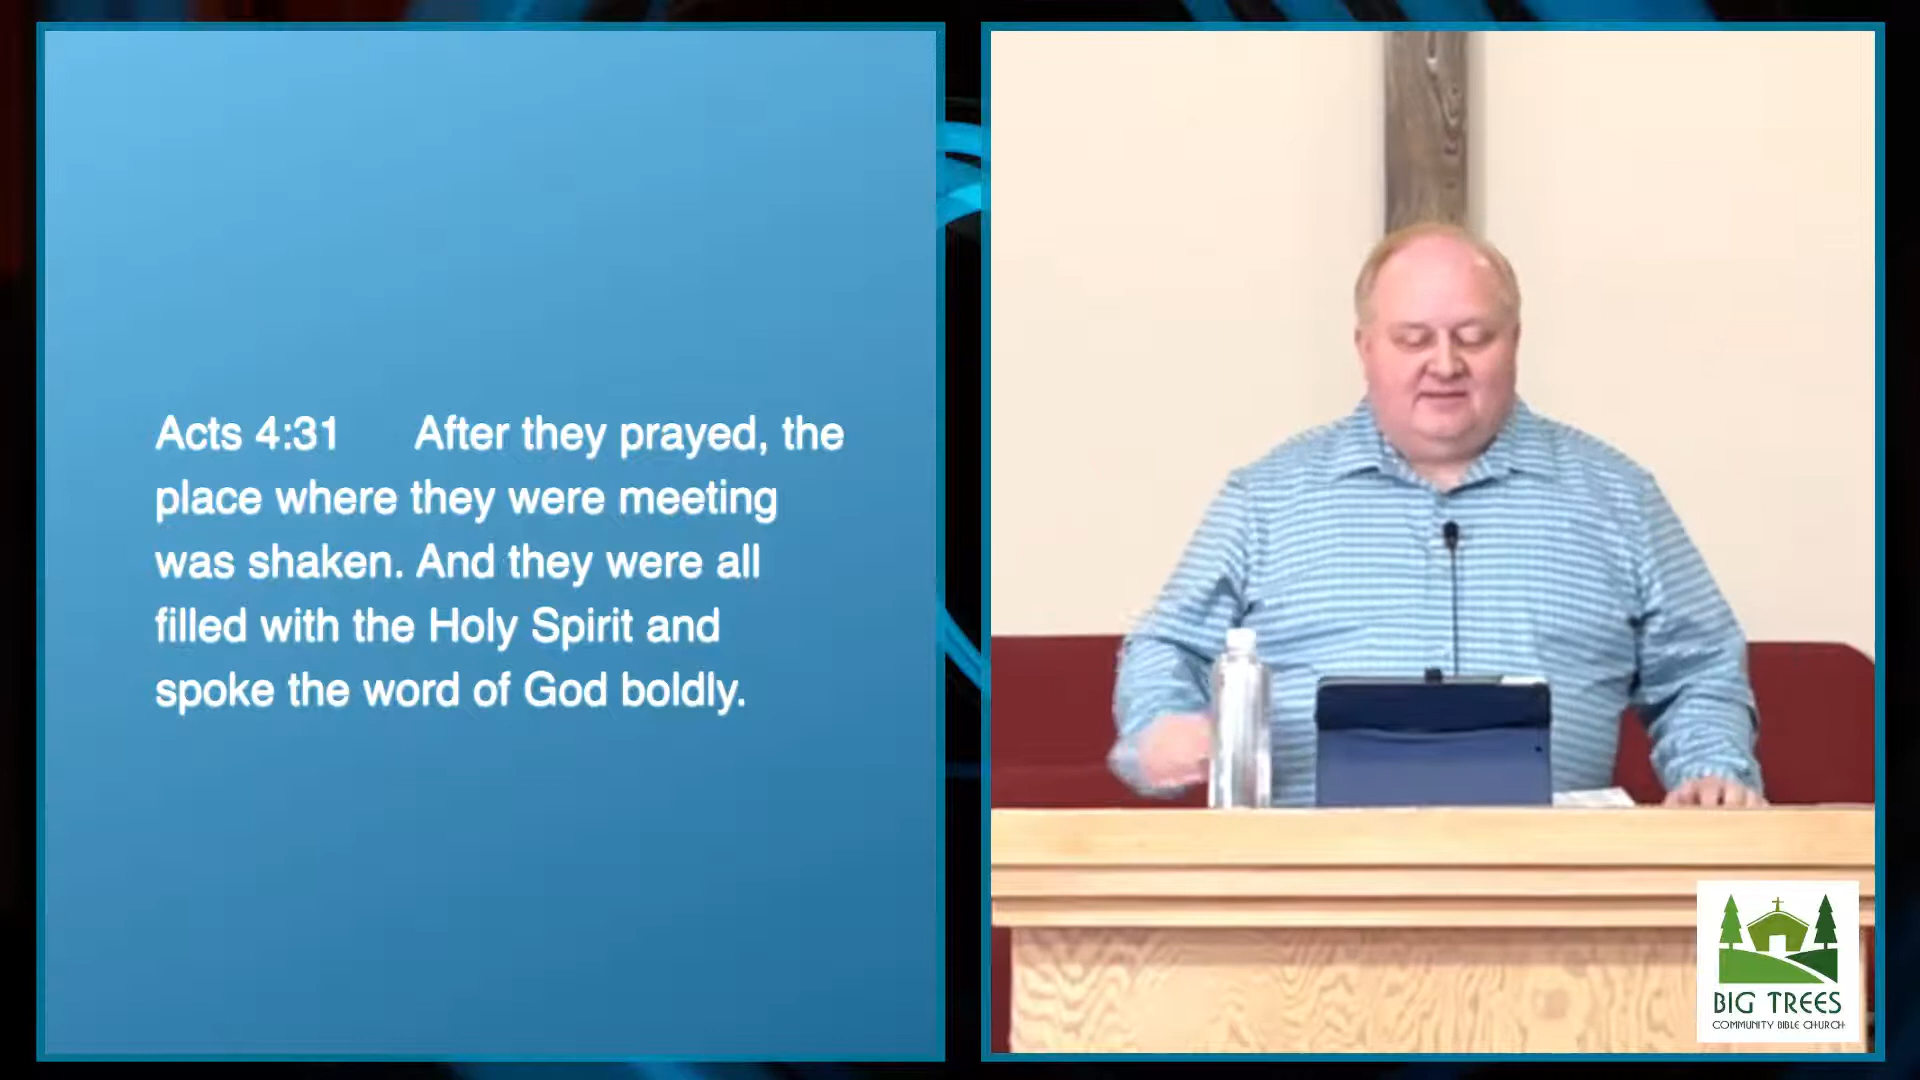 Acts 4:31 After they prayed, the
place where they were meeting
was shaken. And they were all
filled with the Holy Spirit and
spoke the word of God boldly.
BIG TREES
COMMUNITY BIBLE CHURCH